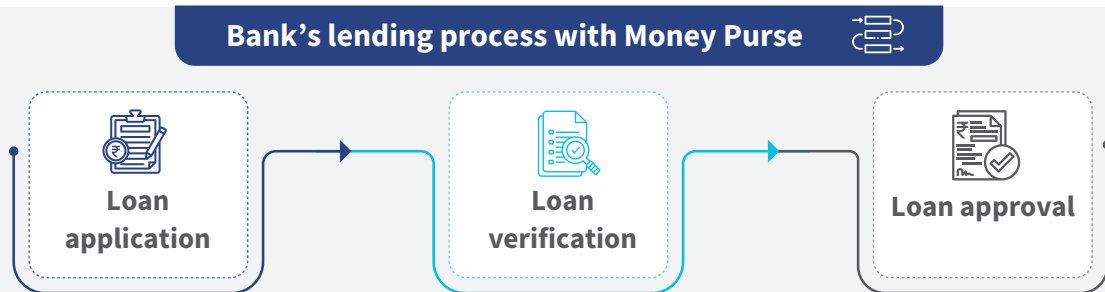 Bank's lending process with Money Purse
₹
Loan
application
Loan
verification
₹
Loan approval